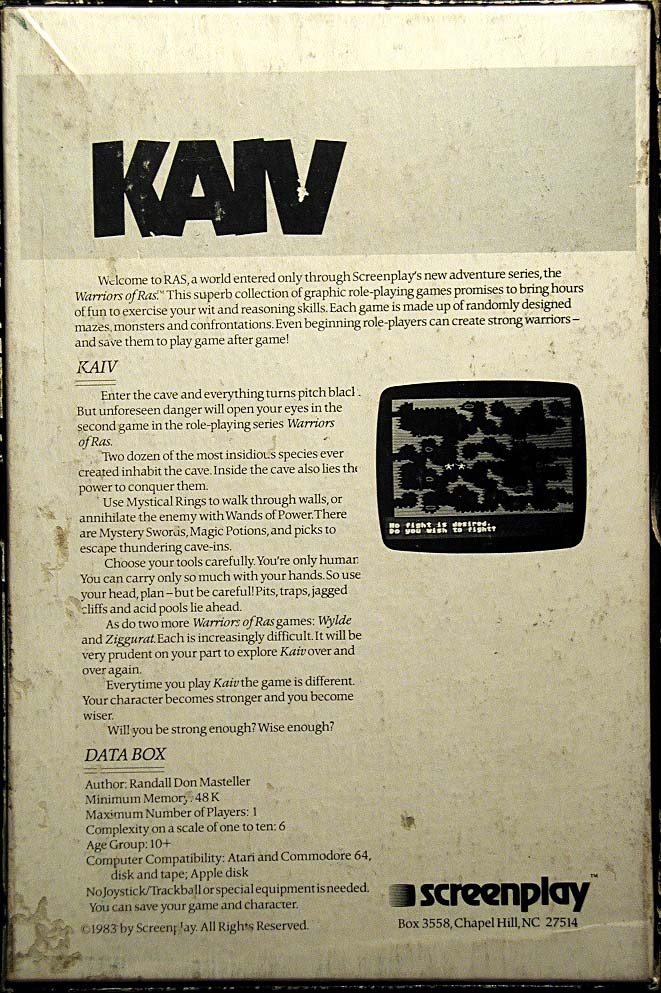 KAIV
Welcome to RAS, a world entered only through Screenplay's new adventure series, the
Warriors of Ras.™ This superb collection of graphic role-playing games promises to bring hours
of fun to exercise your wit and reasoning skills. Each game is made up of randomly designed
mazes, monsters and confrontations. Even beginning role-players can create strong warriors–
and save them to play game after game!
KAIV
Enter the cave and everything turns pitch black.
But unforeseen danger will open your eyes in the
second game in the role-playing series Warriors
of Ras.
Two dozen of the most insidious species ever
created inhabit the cave. Inside the cave also lies the
power to conquer them.
Use Mystical Rings to walk through walls, or
annihilate the enemy with Wands of Power. There
are Mystery Swords, Magic Potions, and picks to
escape thundering cave-ins.
Choose your tools carefully. You're only human.
You can carry only so much with your hands. So use
your head, plan–but be careful! Pits, traps, jagged
cliffs and acid pools lie ahead.
As do two more Warriors of Ras games: Wylde
and Ziggurat. Each is increasingly difficult. It will be
very prudent on your part to explore Kaiv over and
over again.
Everytime you play Kaiv the game is different.
Your character becomes stronger and you become
wiser.
Will you be strong enough? Wise enough?
No fight is desired.
Do you wish to fight?
DATA BOX
Author: Randall Don Masteller
Minimum Memory: 48 K
Maximum Number of Players: 1
Complexity on a scale of one to ten: 6
Age Group: 10+
Computer Compatibility: Atari and Commodore 64,
disk and tape; Apple disk
No Joystick/Trackball or special equipment is needed.
You can save your game and character.
©1983 by Screenplay. All Rights Reserved.
screenplay™
Box 3558, Chapel Hill, NC 27514